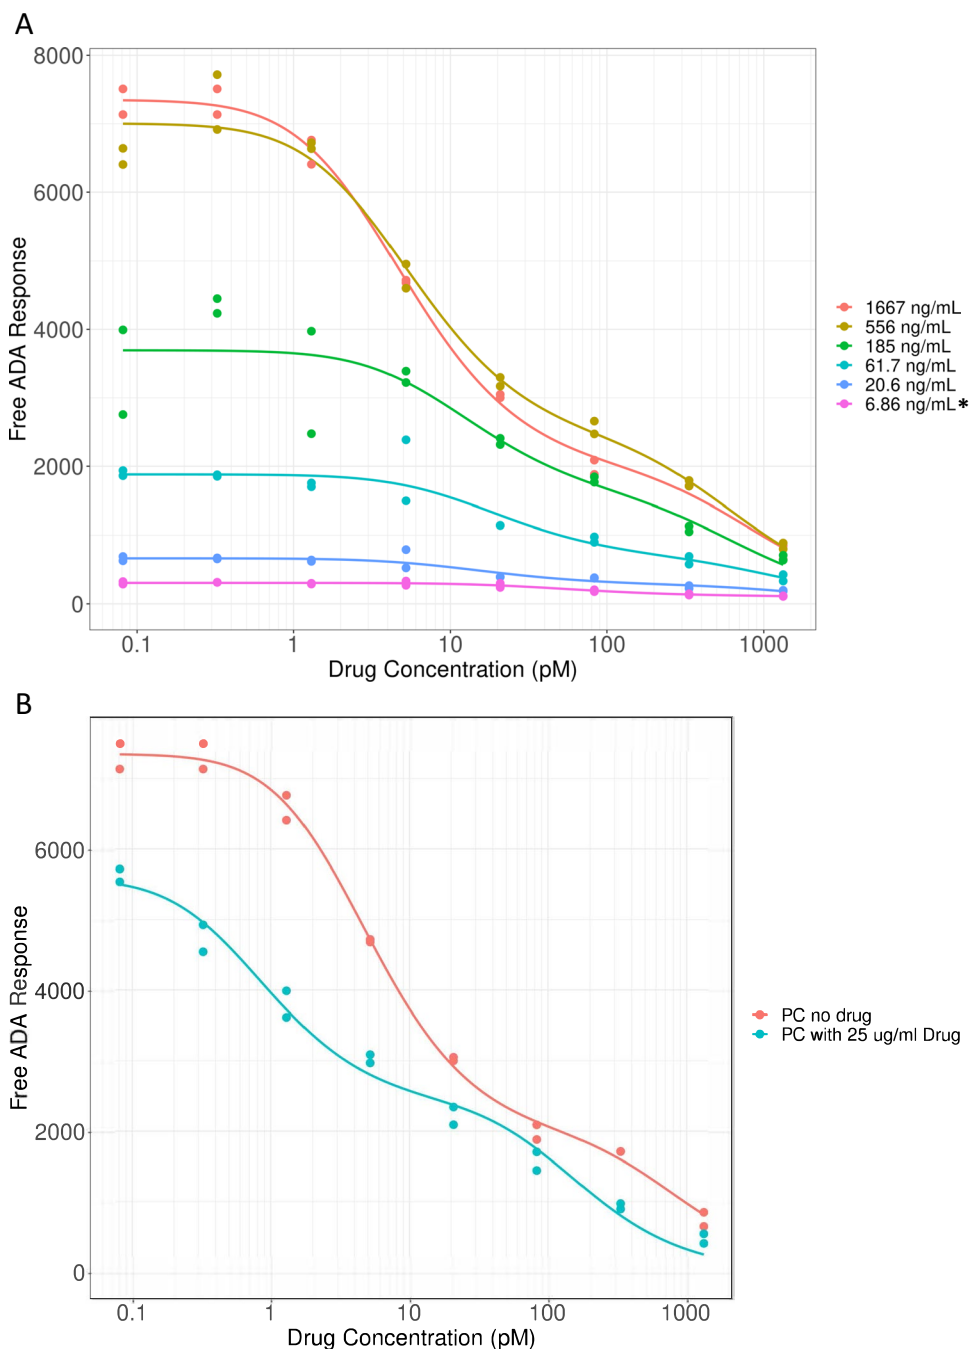 A
8000
6000
4000
2000
0
Free ADA Response
0.1 1 10 100 1000
Drug Concentration (pM)
1667 ng/mL
556 ng/mL
185 ng/mL
61.7 ng/mL
20.6 ng/mL
6.86 ng/mL*
B
6000
4000
2000
0
Free ADA Response
0.1 1 10 100 1000
Drug Concentration (pM)
PC no drug
PC with 25 ug/ml Drug